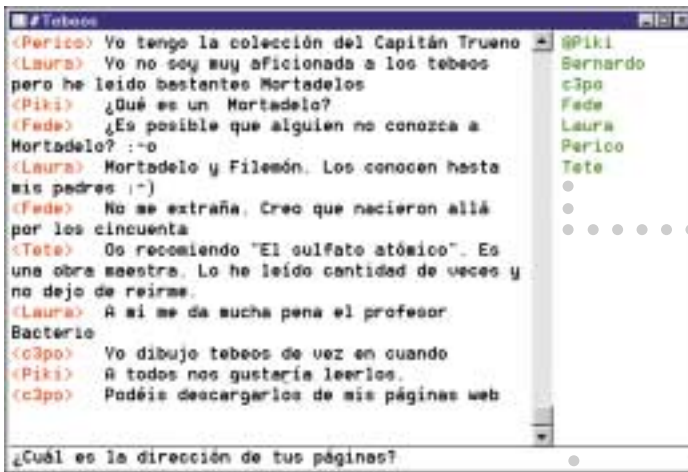 #Tebeos
<Perico> Yo tengo la colección del Capitán Trueno
<Laura> Yo no soy muy aficionada a los tebeos
pero he leido bastantes Mortadelos
<Piki> ¿Qué es un Mortadelo?
<Fede> ¿Es posible que alguien no conozca a
Mortadelo? :-o
<Laura> Mortadelo y Filemón. Los conocen hasta
mis padres :-)
<Fede> No me extraña. Creo que nacieron allá
por los cincuenta
<Tete> Os recomiendo "El sulfato atómico". Es
una obra maestra. Lo he leído cantidad de veces y
no dejo de reirme.
<Laura> A mi me da mucha pena el profesor
Bacterio
<c3po> Yo dibujo tebeos de vez en cuando
<Piki> A todos nos gustaría leerlos.
<c3po> Podéis descargarlos de mis páginas web
¿Cuál es la dirección de tus páginas?
@Piki
Bernardo
c3po
Fede
Laura
Perico
Tete